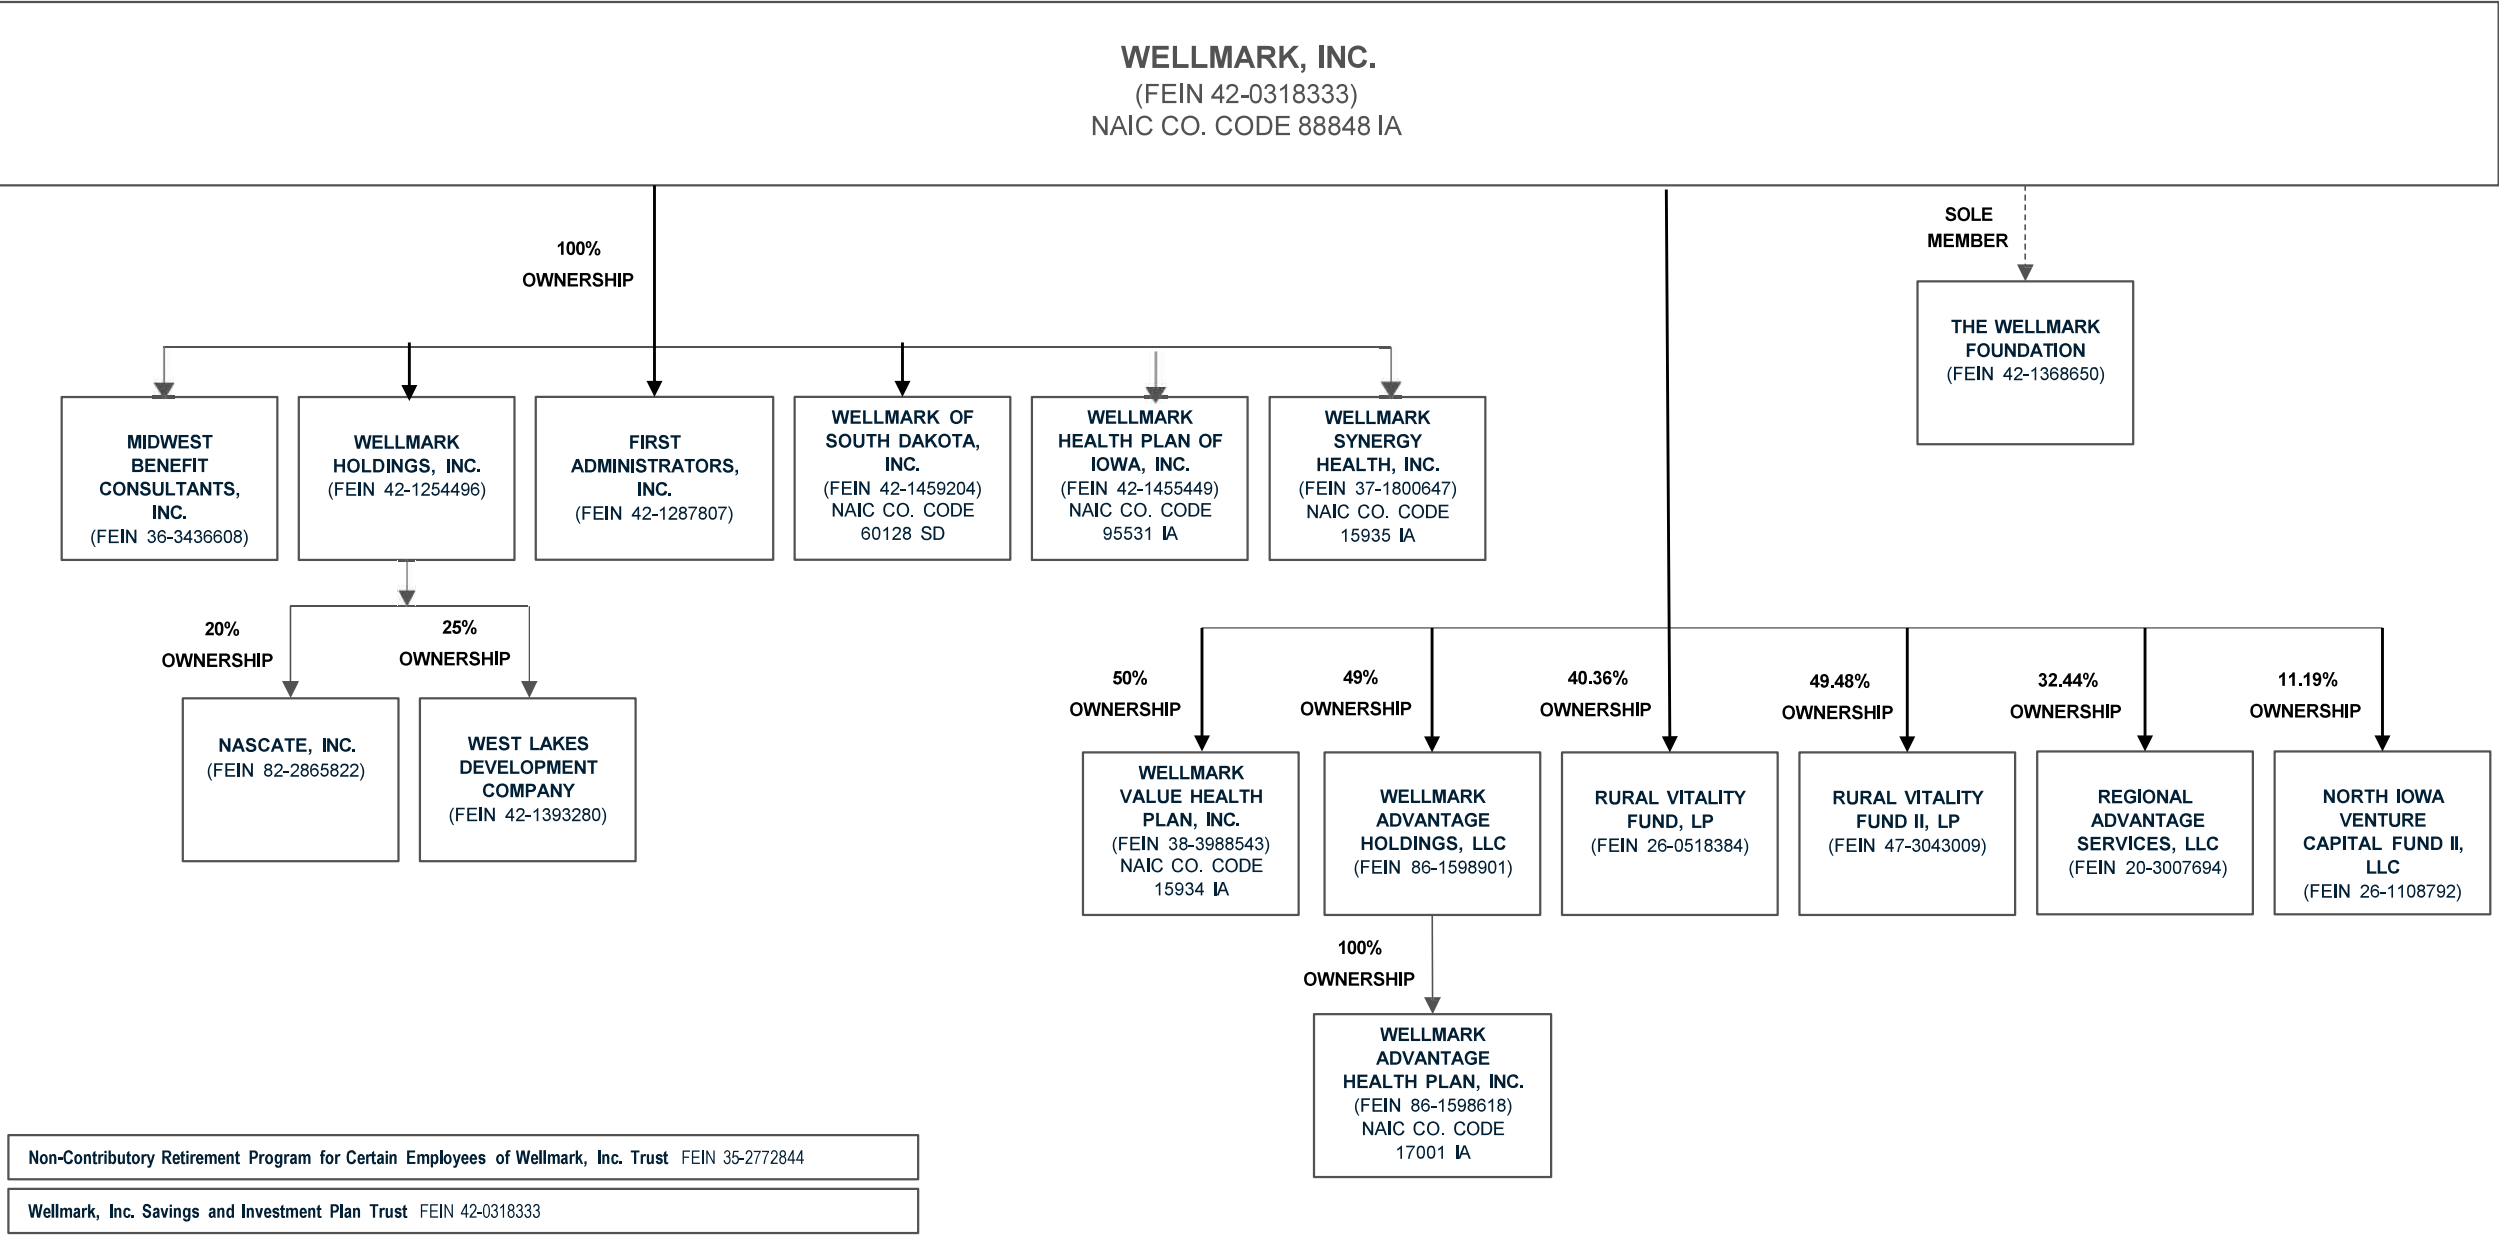 WELLMARK, INC.
(FEIN 42-0318333)
NAIC CO. CODE 88848 IA
100%
OWNERSHIP
SOLE
MEMBER
THE WELLMARK
FOUNDATION
(FEIN 42-1368650)
MIDWEST
BENEFIT
CONSULTANTS,
INC.
(FEIN 36-3436608)
WELLMARK
HOLDINGS, INC.
(FEIN 42-1254496)
FIRST
ADMINISTRATORS,
INC.
(FEIN 42-1287807)
WELLMARK OF
SOUTH DAKOTA,
INC.
(FEIN 42-1459204)
NAIC CO. CODE
60128 SD
WELLMARK
HEALTH PLAN OF
IOWA, INC.
(FEIN 42-1455449)
NAIC CO. CODE
95531 IA
WELLMARK
SYNERGY
HEALTH, INC.
(FEIN 37-1800647)
NAIC CO. CODE
15935 IA
20%
OWNERSHIP
25%
OWNERSHIP
NASCATE, INC.
(FEIN 82-2865822)
WEST LAKES
DEVELOPMENT
COMPANY
(FEIN 42-1393280)
50%
OWNERSHIP
49%
OWNERSHIP
40.36%
OWNERSHIP
49.48%
OWNERSHIP
32.44%
OWNERSHIP
11.19%
OWNERSHIP
WELLMARK
VALUE HEALTH
PLAN, INC.
(FEIN 38-3988543)
NAIC CO. CODE
15934 IA
WELLMARK
ADVANTAGE
HOLDINGS, LLC
(FEIN 86-1598901)
RURAL VITALITY
FUND, LP
(FEIN 26-0518384)
RURAL VITALITY
FUND II, LP
(FEIN 47-3043009)
REGIONAL
ADVANTAGE
SERVICES, LLC
(FEIN 20-3007694)
NORTH IOWA
VENTURE
CAPITAL FUND II,
LLC
(FEIN 26-1108792)
100%
OWNERSHIP
WELLMARK
ADVANTAGE
HEALTH PLAN, INC.
(FEIN 86-1598618)
NAIC CO. CODE
17001 IA
Non-Contributory Retirement Program for Certain Employees of Wellmark, Inc. Trust FEIN 35-2772844
Wellmark, Inc. Savings and Investment Plan Trust FEIN 42-0318333